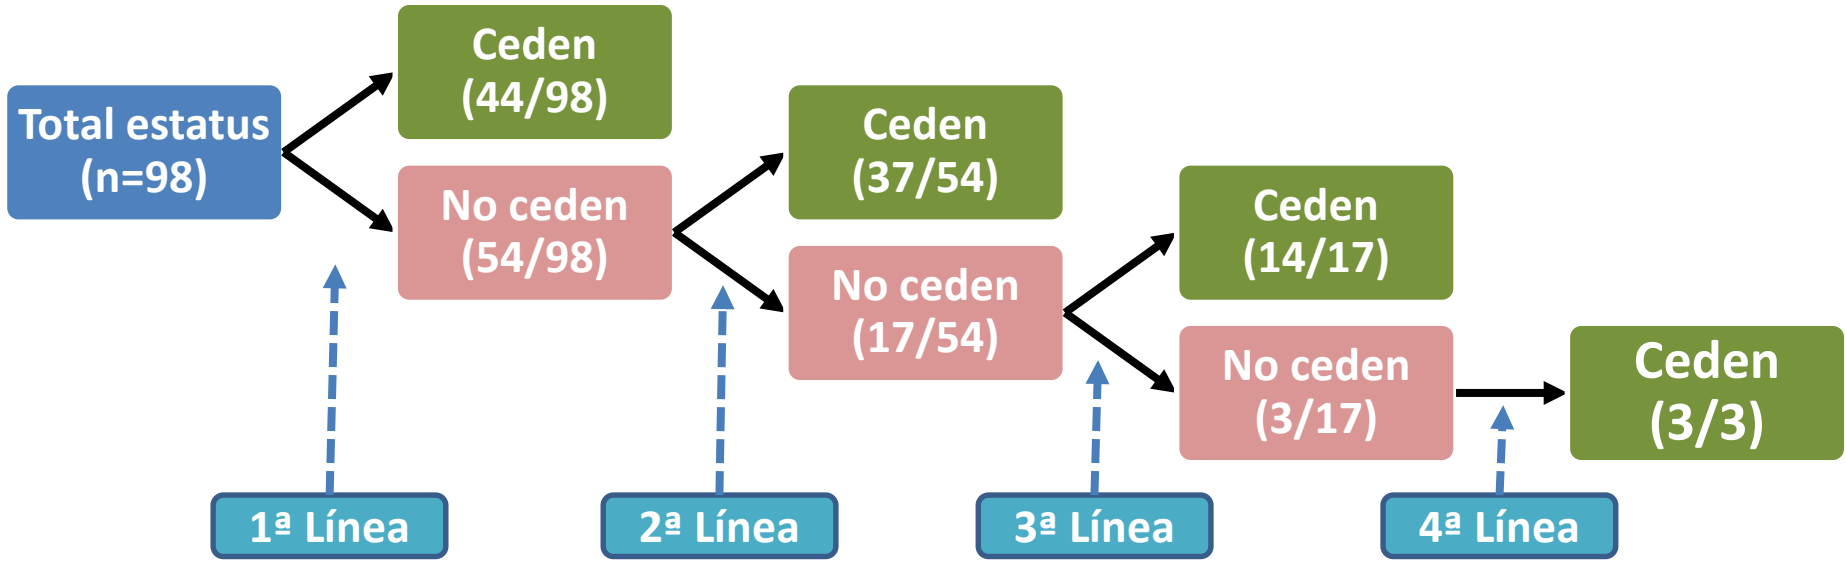 Total estatus
(n=98)
Ceden
(44/98)
No ceden
(54/98)
Ceden
(37/54)
No ceden
(17/54)
Ceden
(14/17)
No ceden
(3/17)
Ceden
(3/3)
1ª Línea
2ª Línea
3ª Línea
4ª Línea